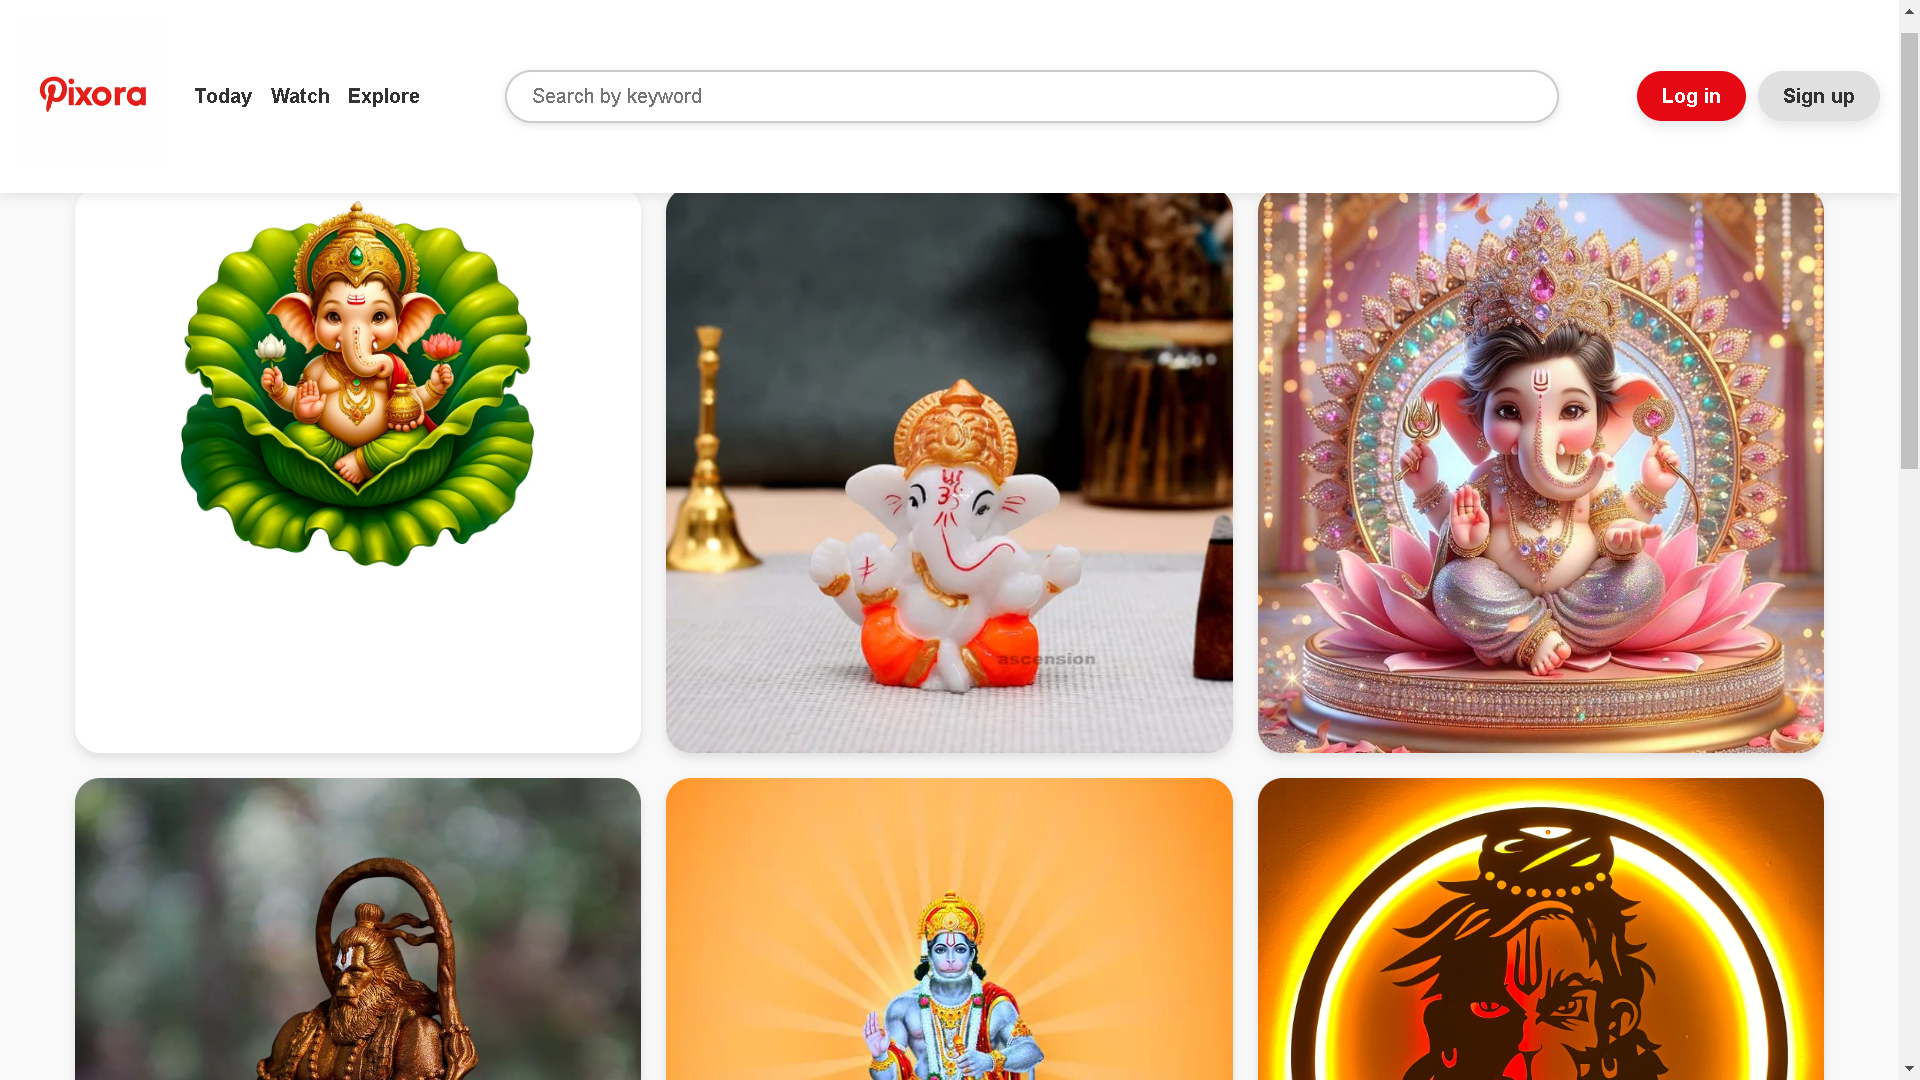 Pixora
Today
Watch
Explore
Search by keyword
Log in
Sign up
ॐ
ascension